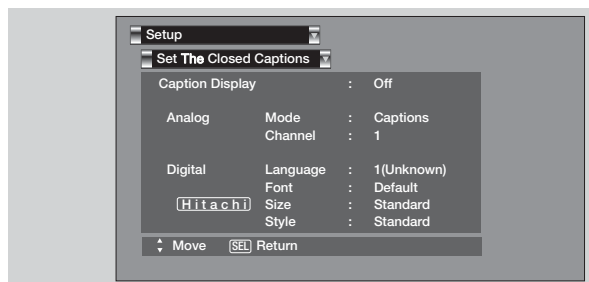 Setup
Set The Closed Captions
Caption Display : Off
Analog Mode : Captions
Channel : 1
Digital Language : 1(Unknown)
Font : Default
Hitachi Size : Standard
Style : Standard
Move SEL Return